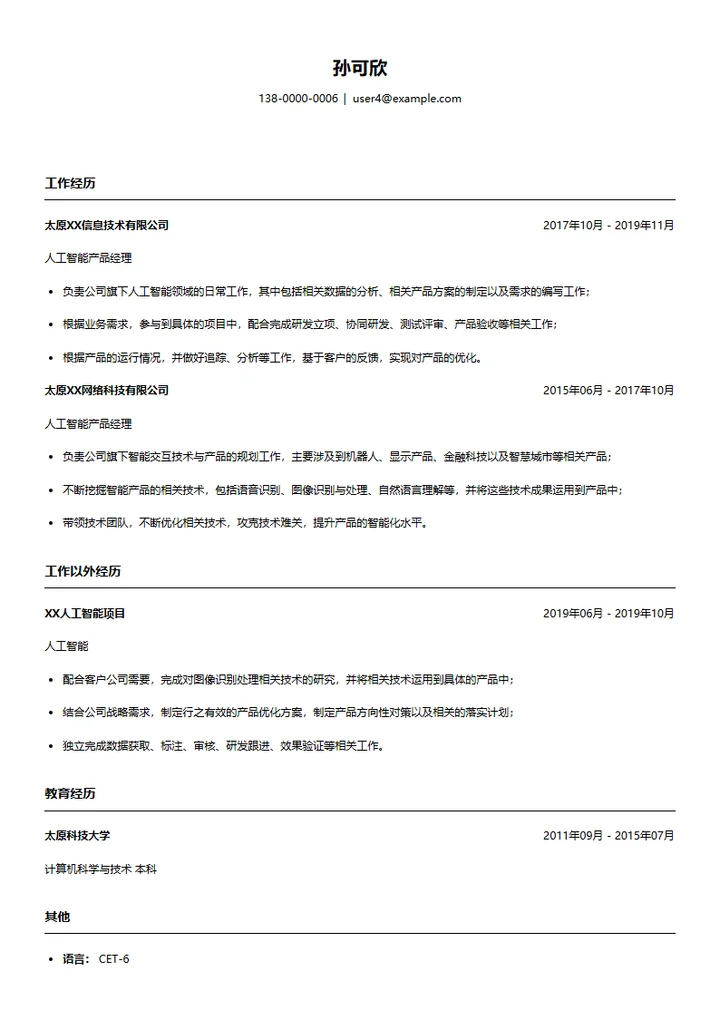 孙可欣
138-0000-0006 | user4@example.com
工作经历
太原XX信息技术有限公司 2017年10月 - 2019年11月
人工智能产品经理
• 负责公司旗下人工智能领域的日常工作，其中包括相关数据的分析、相关产品方案的制定以及需求的编写工作；
• 根据业务需求，参与到具体的项目中，配合完成研发立项、协同研发、测试评审、产品验收等相关工作；
• 根据产品的运行情况，并做好追踪、分析等工作，基于客户的反馈，实现对产品的优化。
太原XX网络科技有限公司 2015年06月 - 2017年10月
人工智能产品经理
• 负责公司旗下智能交互技术与产品的规划工作，主要涉及到机器人、显示产品、金融科技以及智慧城市等相关产品；
• 不断挖掘智能产品的相关技术，包括语音识别、图像识别与处理、自然语言理解等，并将这些技术成果运用到产品中；
• 带领技术团队，不断优化相关技术，攻克技术难关，提升产品的智能化水平。
工作以外经历
XX人工智能项目 2019年06月 - 2019年10月
人工智能
• 配合客户公司需要，完成对图像识别处理相关技术的研究，并将相关技术运用到具体的产品中；
• 结合公司战略需求，制定行之有效的产品优化方案，制定产品方向性对策以及相关的落实计划；
• 独立完成数据获取、标注、审核、研发跟进、效果验证等相关工作。
教育经历
太原科技大学 2011年09月 - 2015年07月
计算机科学与技术 本科
其他
• 语言： CET-6